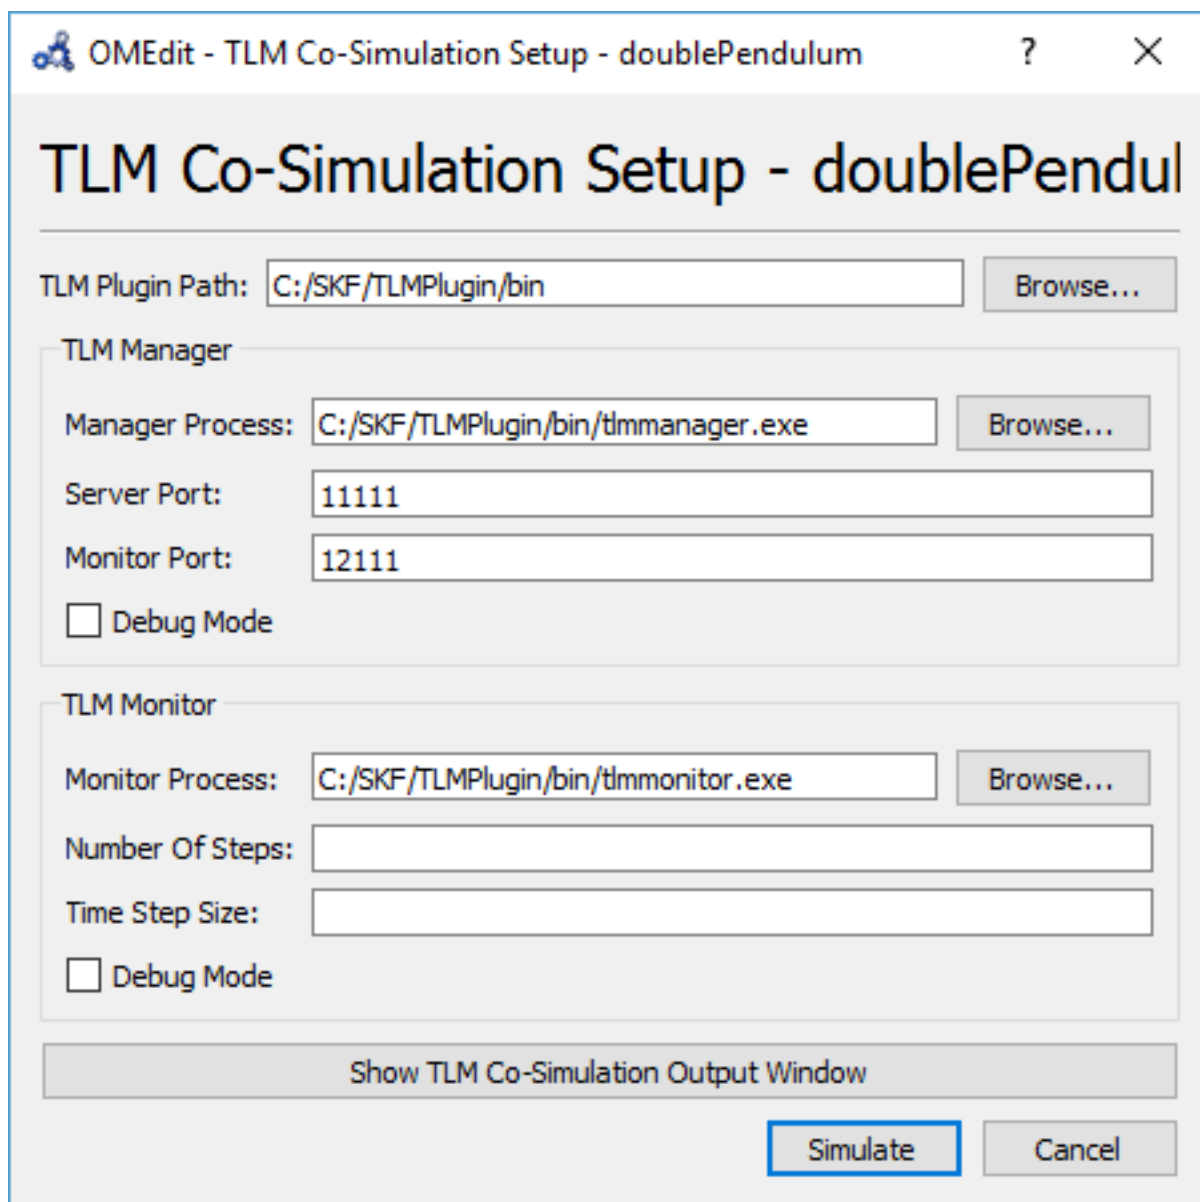 OMEdit - TLM Co-Simulation Setup - doublePendulum ?
TLM Co-Simulation Setup - doublePendul
TLM Plugin Path: C:/SKF/TLMPlugin/bin Browse...
TLM Manager
Manager Process: C:/SKF/TLMPlugin/bin/tlmmanager.exe Browse...
Server Port: 11111
Monitor Port: 12111
Debug Mode
TLM Monitor
Monitor Process: C:/SKF/TLMPlugin/bin/tlmmonitor.exe Browse...
Number Of Steps:
Time Step Size:
Debug Mode
Show TLM Co-Simulation Output Window
Simulate Cancel